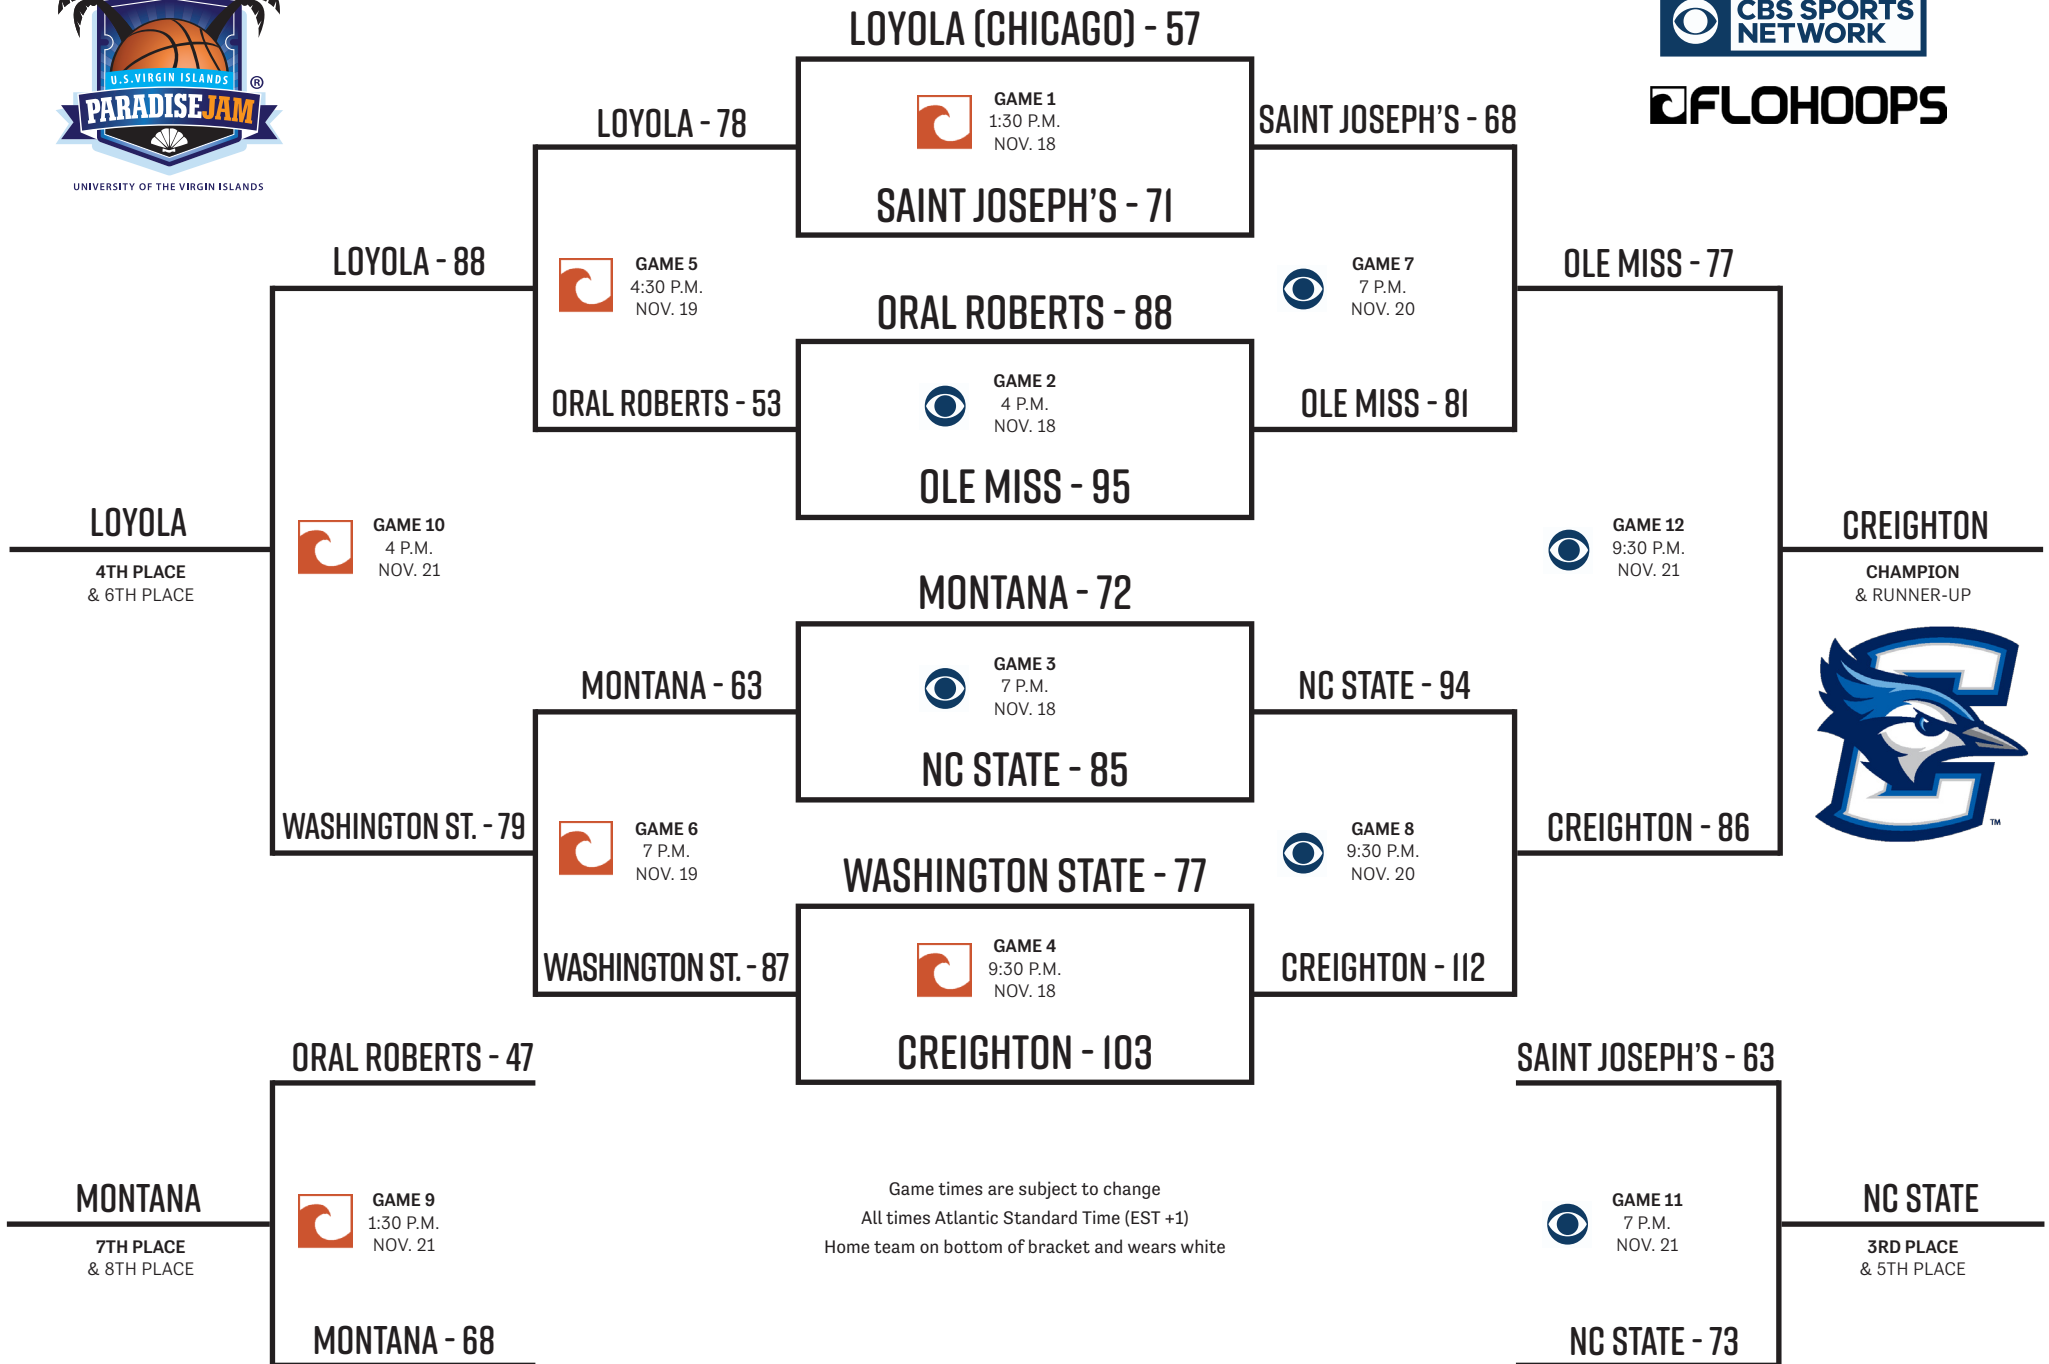 U.S. VIRGIN ISLANDS
®
PARADISE JAM
UNIVERSITY OF THE VIRGIN ISLANDS
CBS SPORTS
NETWORK
FLOHOOPS
LOYOLA (CHICAGO) - 57
GAME 1
1:30 P.M.
NOV. 18
SAINT JOSEPH'S - 71
ORAL ROBERTS - 88
GAME 2
4 P.M.
NOV. 18
OLE MISS - 95
MONTANA - 72
GAME 3
7 P.M.
NOV. 18
NC STATE - 85
WASHINGTON STATE - 77
GAME 4
9:30 P.M.
NOV. 18
CREIGHTON - 103
LOYOLA - 78
GAME 5
4:30 P.M.
NOV. 19
ORAL ROBERTS - 53
MONTANA - 63
GAME 6
7 P.M.
NOV. 19
WASHINGTON ST. - 87
SAINT JOSEPH'S - 68
GAME 7
7 P.M.
NOV. 20
OLE MISS - 81
NC STATE - 94
GAME 8
9:30 P.M.
NOV. 20
CREIGHTON - 112
LOYOLA - 88
GAME 10
4 P.M.
NOV. 21
WASHINGTON ST. - 79
LOYOLA
4TH PLACE
& 6TH PLACE
OLE MISS - 77
GAME 12
9:30 P.M.
NOV. 21
CREIGHTON - 86
CREIGHTON
CHAMPION
& RUNNER-UP
TM
ORAL ROBERTS - 47
GAME 9
1:30 P.M.
NOV. 21
MONTANA - 68
MONTANA
7TH PLACE
& 8TH PLACE
Game times are subject to change
All times Atlantic Standard Time (EST +1)
Home team on bottom of bracket and wears white
SAINT JOSEPH'S - 63
GAME 11
7 P.M.
NOV. 21
NC STATE - 73
NC STATE
3RD PLACE
& 5TH PLACE